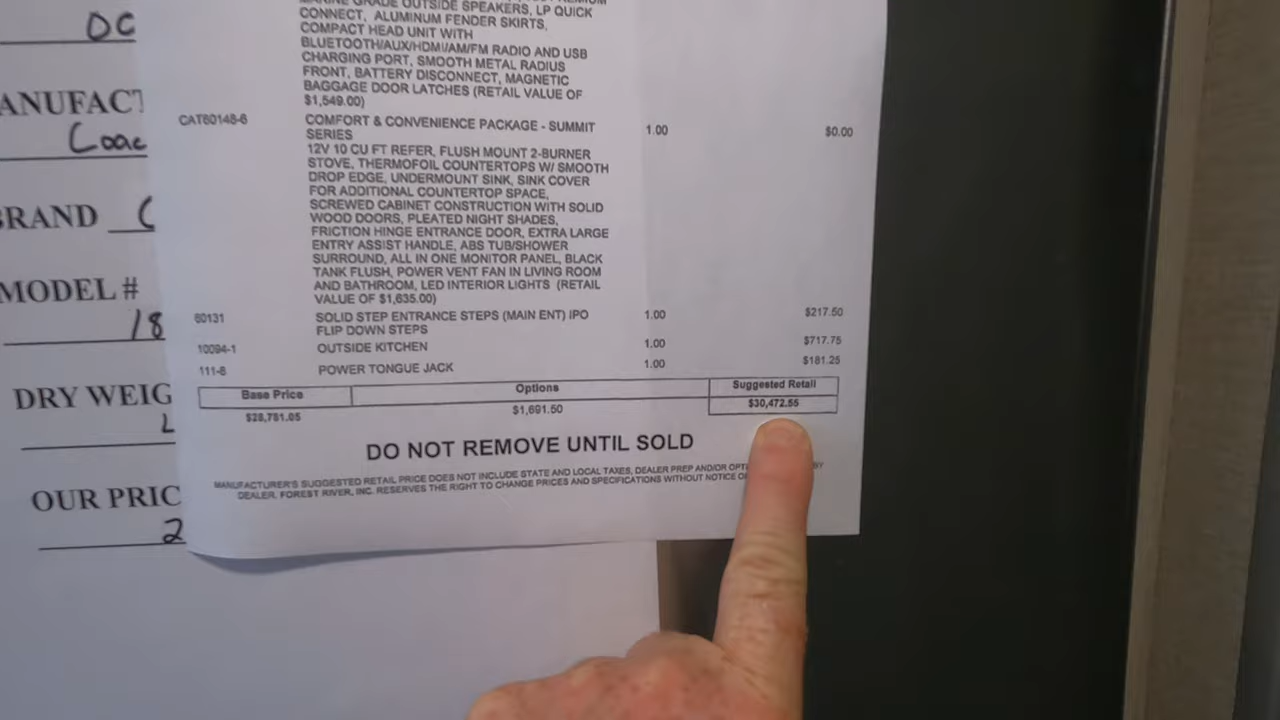 MARINE GRADE OUTSIDE SPEAKERS, LP QUICK
CONNECT, ALUMINUM FENDER SKIRTS,
COMPACT HEAD UNIT WITH
BLUETOOTH/AUX/HDMI/AM/FM RADIO AND USB
CHARGING PORT, SMOOTH METAL RADIUS
FRONT, BATTERY DISCONNECT, MAGNETIC
BAGGAGE DOOR LATCHES (RETAIL VALUE OF
$1,549.00)
CAT60148-6 COMFORT & CONVENIENCE PACKAGE - SUMMIT 1.00 $0.00
SERIES
12V 10 CU FT REFER, FLUSH MOUNT 2-BURNER
STOVE, THERMOFOIL COUNTERTOPS W/ SMOOTH
DROP EDGE, UNDERMOUNT SINK, SINK COVER
FOR ADDITIONAL COUNTERTOP SPACE,
SCREWED CABINET CONSTRUCTION WITH SOLID
WOOD DOORS, PLEATED NIGHT SHADES,
FRICTION HINGE ENTRANCE DOOR, EXTRA LARGE
ENTRY ASSIST HANDLE, ABS TUB/SHOWER
SURROUND, ALL IN ONE MONITOR PANEL, BLACK
TANK FLUSH, POWER VENT FAN IN LIVING ROOM
AND BATHROOM, LED INTERIOR LIGHTS (RETAIL
VALUE OF $1,635.00)
60131 SOLID STEP ENTRANCE STEPS (MAIN ENT) IPO 1.00 $217.50
FLIP DOWN STEPS
10094-1 OUTSIDE KITCHEN 1.00 $717.75
111-8 POWER TONGUE JACK 1.00 $181.25
Base Price Options Suggested Retail
$28,781.05 $1,691.50 $30,472.55
DO NOT REMOVE UNTIL SOLD
MANUFACTURER'S SUGGESTED RETAIL PRICE DOES NOT INCLUDE STATE AND LOCAL TAXES, DEALER PREP AND/OR OPTI BY
DEALER. FOREST RIVER, INC. RESERVES THE RIGHT TO CHANGE PRICES AND SPECIFICATIONS WITHOUT NOTICE O
OC
ANUFACT
Coac
BRAND C
MODEL #
18
DRY WEIG
L
OUR PRIC
2